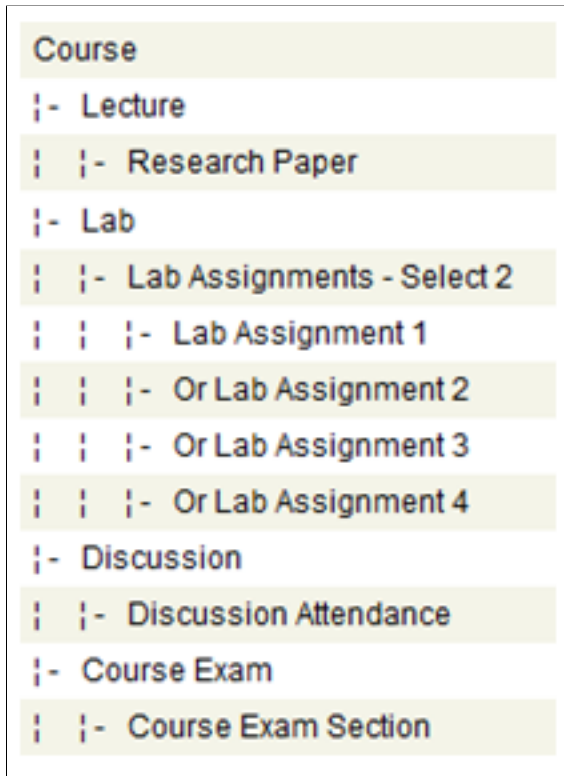 Course
¦- Lecture
¦ ¦- Research Paper
¦- Lab
¦ ¦- Lab Assignments - Select 2
¦ ¦ ¦- Lab Assignment 1
¦ ¦ ¦- Or Lab Assignment 2
¦ ¦ ¦- Or Lab Assignment 3
¦ ¦ ¦- Or Lab Assignment 4
¦- Discussion
¦ ¦- Discussion Attendance
¦- Course Exam
¦ ¦- Course Exam Section